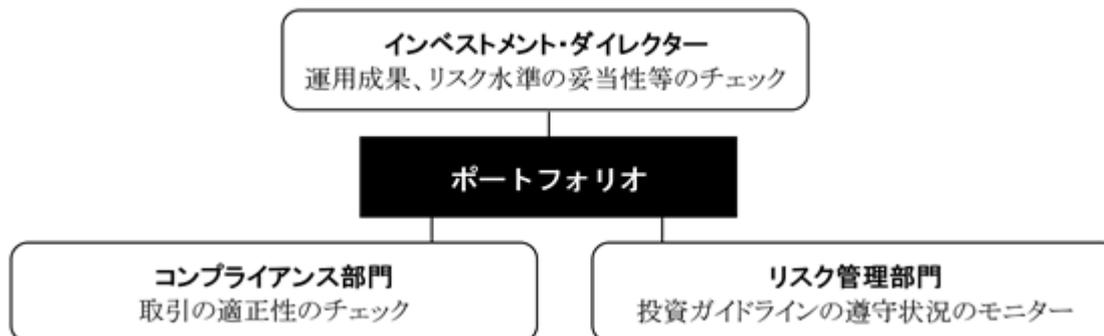 インベストメント・ダイレクター
運用成果、リスク水準の妥当性等のチェック
ポートフォリオ
コンプライアンス部門
取引の適正性のチェック
リスク管理部門
投資ガイドラインの遵守状況のモニター